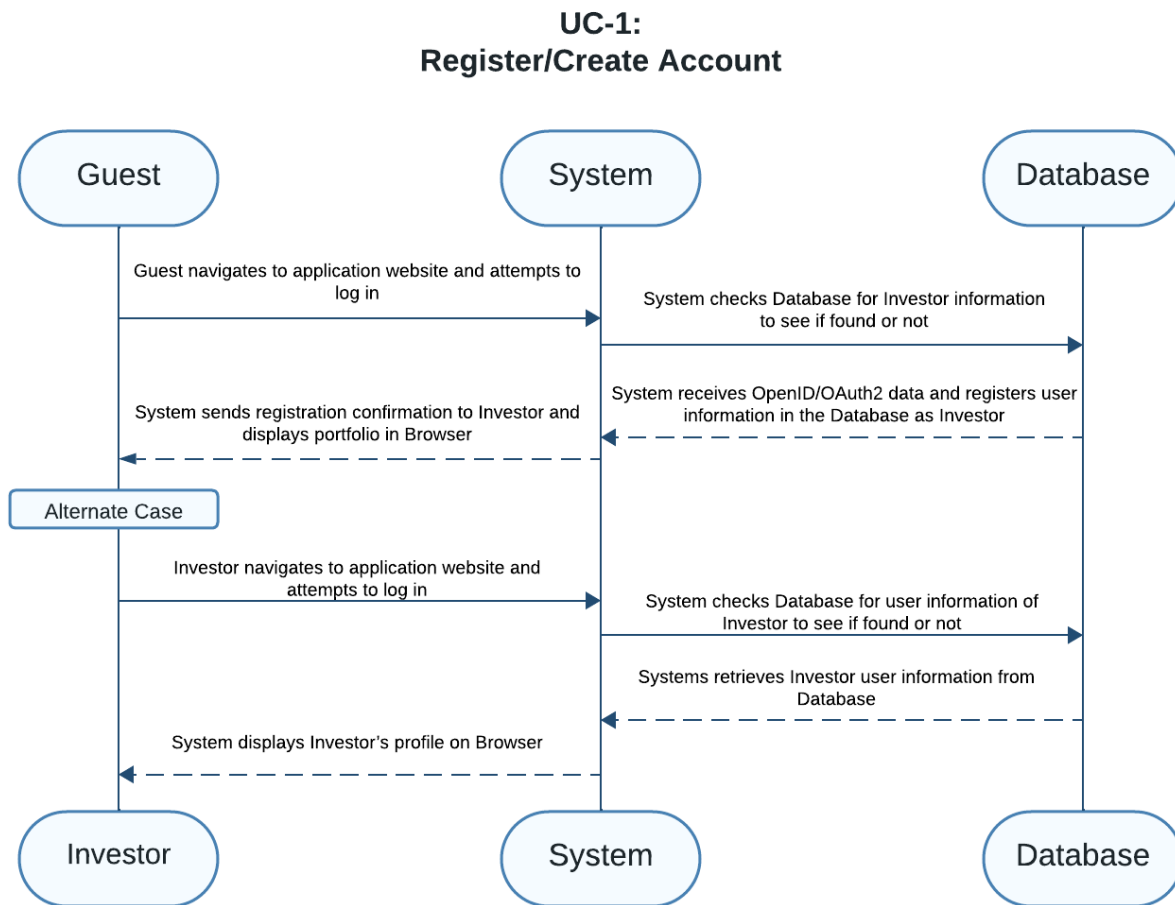 UC-1:
Register/Create Account
Guest
System
Database
Guest navigates to application website and attempts to
log in
System checks Database for Investor information
to see if found or not
System receives OpenID/OAuth2 data and registers user
information in the Database as Investor
System sends registration confirmation to Investor and
displays portfolio in Browser
Alternate Case
Investor navigates to application website and
attempts to log in
System checks Database for user information of
Investor to see if found or not
Systems retrieves Investor user information from
Database
System displays Investor’s profile on Browser
Investor
System
Database